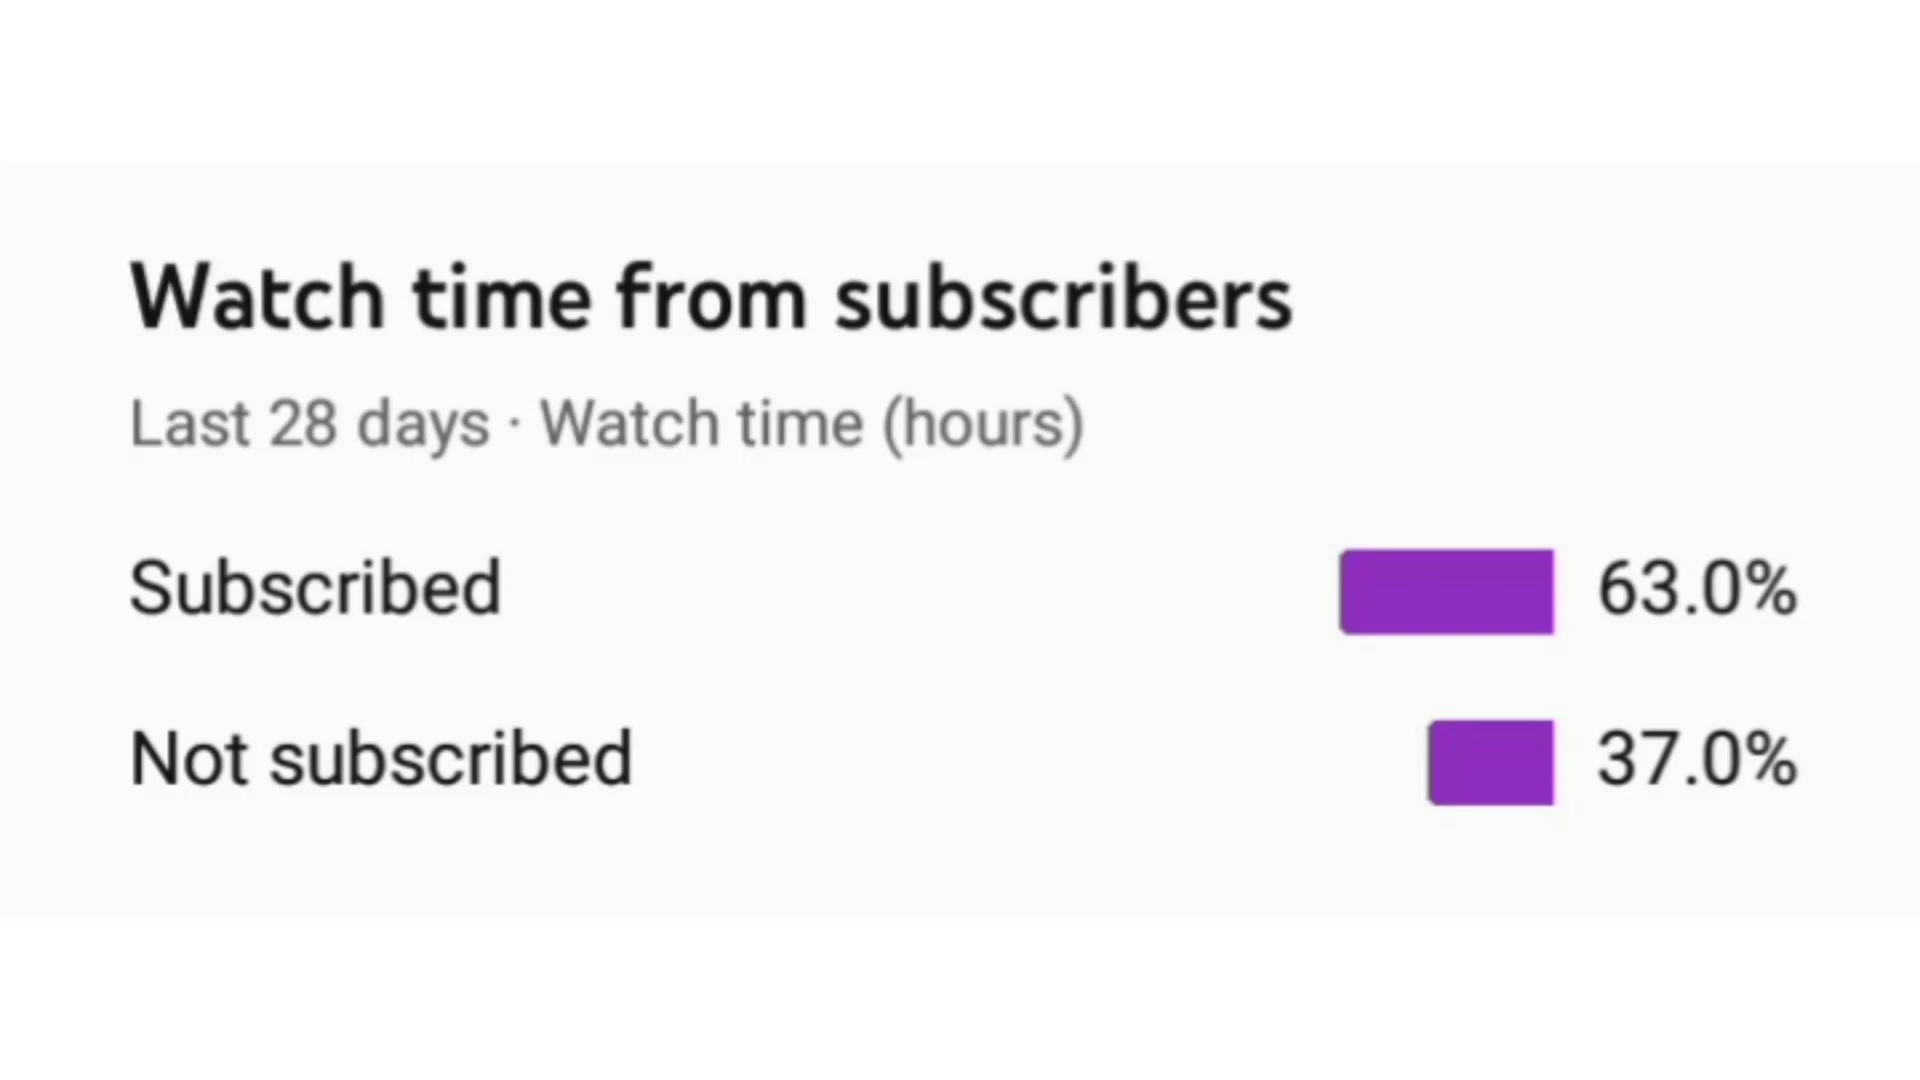 Watch time from subscribers
Last 28 days · Watch time (hours)
Subscribed 63.0%
Not subscribed 37.0%